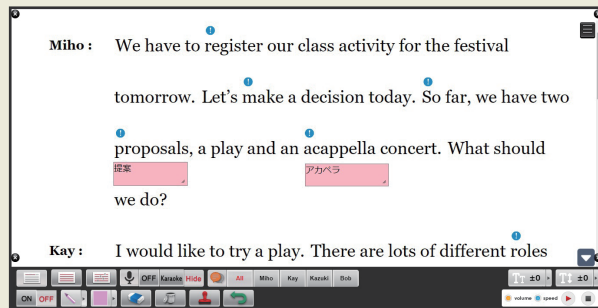 Miho : We have to register our class activity for the festival
tomorrow. Let's make a decision today. So far, we have two
proposals, a play and an acappella concert. What should
提案 アカペラ
we do?
Kay : I would like to try a play. There are lots of different roles
OFF Karaoke Hide All Miho Kay Kazuki Bob ±0 ±0
ON OFF volume speed